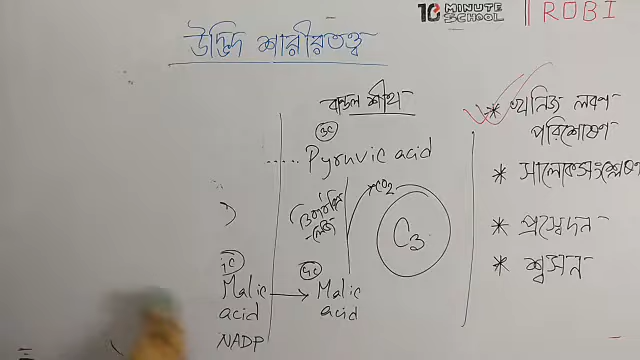 10 MINUTE SCHOOL
ROBI
উদ্ভিদ শারীরতত্ত্ব
বান্ডল শীথ
3C
Pyruvic acid
CO2
C3
4C
Malic acid
4C
Malic acid
NADP
* খনিজ লবণ
পরিশোষণ
* সালোকসংশ্লেষণ
* প্রস্বেদন
* শ্বসন